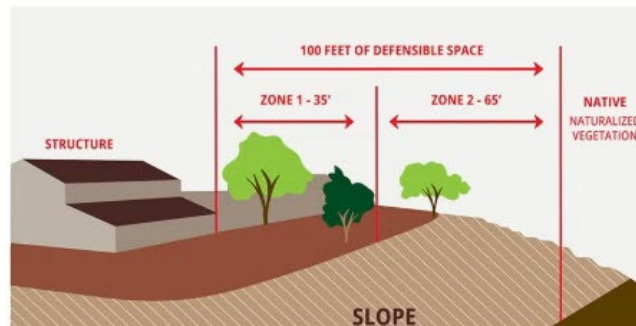 100 FEET OF DEFENSIBLE SPACE
ZONE 1 - 35'
ZONE 2 - 65'
NATIVE
NATURALIZED
VEGETATION
STRUCTURE
SLOPE